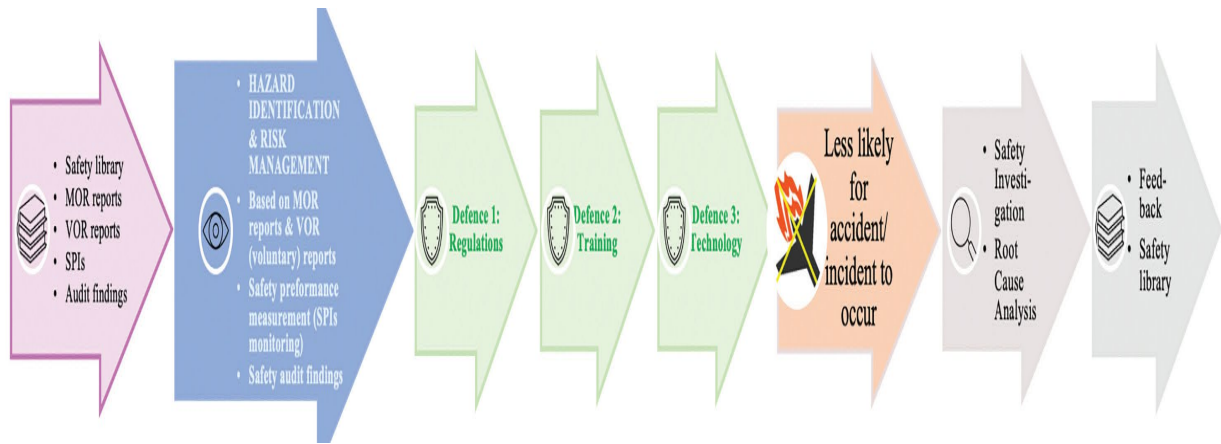 • Safety library
• MOR reports
• VOR reports
• SPIs
• Audit findings
• HAZARD
IDENTIFICATION
& RISK
MANAGEMENT
• Based on MOR
reports & VOR
(voluntary) reports
• Safety preformance
measurement (SPIs
monitoring)
• Safety audit findings
Defence 1:
Regulations
Defence 2:
Training
Defence 3:
Technology
Less likely
for
accident/
incident to
occur
• Safety
Investi-
gation
• Root
Cause
Analysis
• Feed-
back
• Safety
library